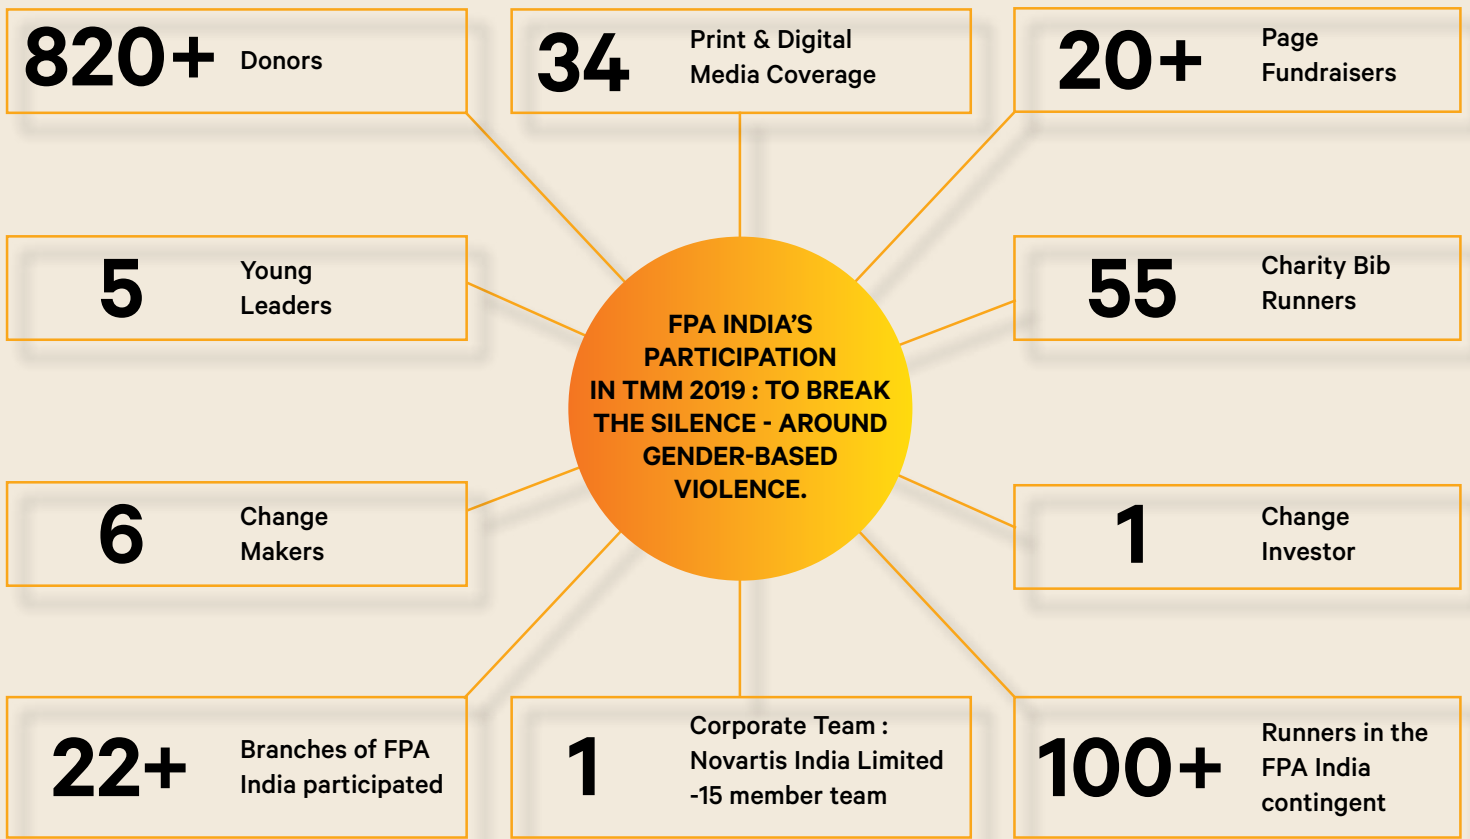 820+ Donors
34 Print & Digital
Media Coverage
20+ Page
Fundraisers
5 Young
Leaders
55 Charity Bib
Runners
FPA INDIA’S
PARTICIPATION
IN TMM 2019 : TO BREAK
THE SILENCE - AROUND
GENDER-BASED
VIOLENCE.
6 Change
Makers
1 Change
Investor
22+ Branches of FPA
India participated
1 Corporate Team :
Novartis India Limited
-15 member team
100+ Runners in the
FPA India
contingent